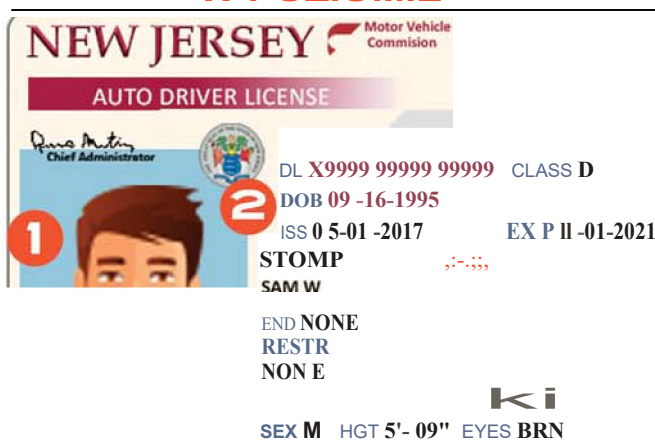 NEW JERSEY Motor Vehicle Commision
AUTO DRIVER LICENSE
Chief Administrator
DL X9999 99999 99999 CLASS D
DOB 09 -16-1995
ISS 0 5-01 -2017 EX P ll -01-2021
STOMP ,:-.;;,
SAM W
1
2
END NONE
RESTR
NON E
ki
SEX M HGT 5'- 09" EYES BRN